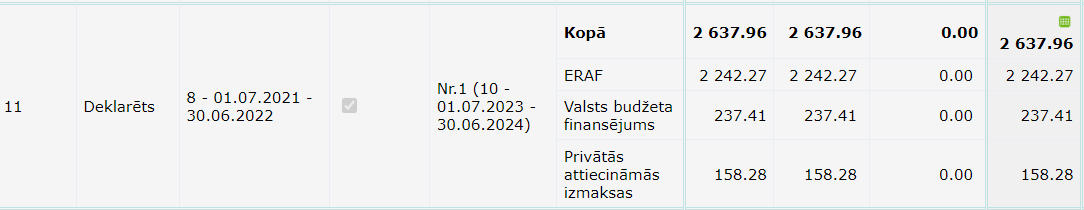 11
Deklarēts
8 - 01.07.2021 -
30.06.2022
Nr.1 (10 -
01.07.2023 -
30.06.2024)
Kopā 2 637.96 2 637.96 0.00 2 637.96
ERAF 2 242.27 2 242.27 0.00 2 242.27
Valsts budžeta
finansējums 237.41 237.41 0.00 237.41
Privātās
attiecināmās
izmaksas 158.28 158.28 0.00 158.28